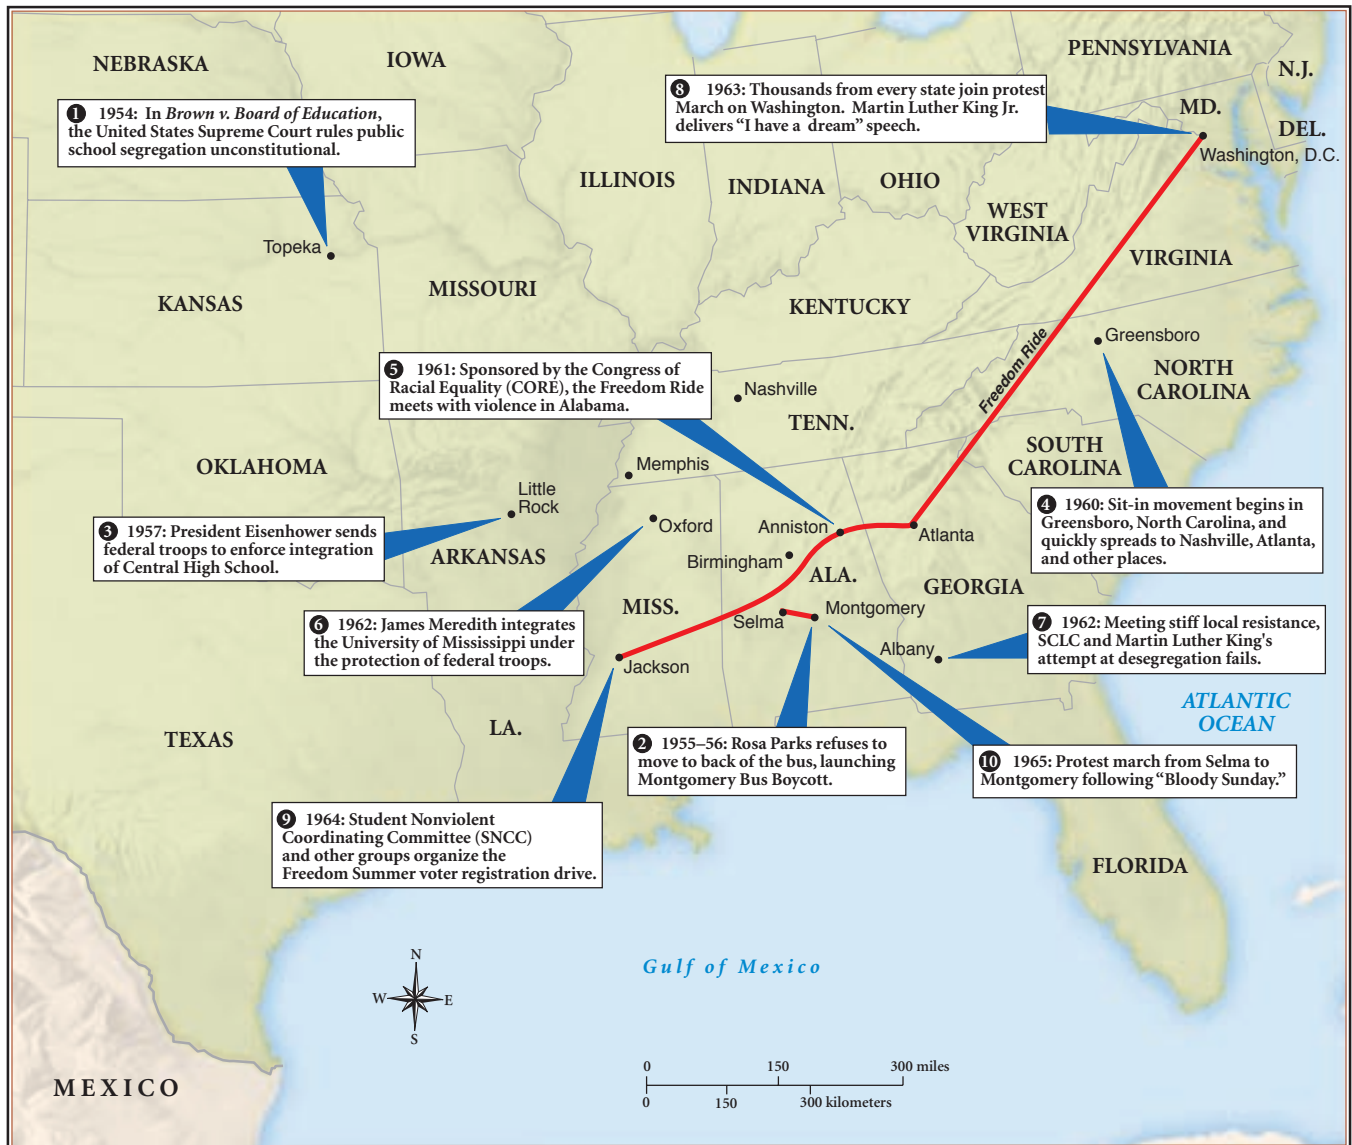 NEBRASKA
IOWA
PENNSYLVANIA
N.J.
❶ 1954: In Brown v. Board of Education,
the United States Supreme Court rules public
school segregation unconstitutional.
❽ 1963: Thousands from every state join protest
March on Washington. Martin Luther King Jr.
delivers “I have a dream” speech.
MD.
DEL.
Washington, D.C.
ILLINOIS
INDIANA
OHIO
WEST
VIRGINIA
VIRGINIA
Topeka
KANSAS
MISSOURI
KENTUCKY
Freedom Ride
Greensboro
NORTH
CAROLINA
❺ 1961: Sponsored by the Congress of
Racial Equality (CORE), the Freedom Ride
meets with violence in Alabama.
Nashville
TENN.
SOUTH
CAROLINA
OKLAHOMA
Memphis
Little
Rock
❹ 1960: Sit-in movement begins in
Greensboro, North Carolina, and
quickly spreads to Nashville, Atlanta,
and other places.
❸ 1957: President Eisenhower sends
federal troops to enforce integration
of Central High School.
ARKANSAS
Oxford
Anniston
Atlanta
Birmingham
ALA.
GEORGIA
❻ 1962: James Meredith integrates
the University of Mississippi under
the protection of federal troops.
MISS.
Selma
Montgomery
Albany
❼ 1962: Meeting stiff local resistance,
SCLC and Martin Luther King's
attempt at desegregation fails.
Jackson
ATLANTIC
OCEAN
TEXAS
LA.
❷ 1955–56: Rosa Parks refuses to
move to back of the bus, launching
Montgomery Bus Boycott.
❿ 1965: Protest march from Selma to
Montgomery following “Bloody Sunday.”
❾ 1964: Student Nonviolent
Coordinating Committee (SNCC)
and other groups organize the
Freedom Summer voter registration drive.
FLORIDA
Gulf of Mexico
N
W E
S
0 150 300 miles
0 150 300 kilometers
MEXICO